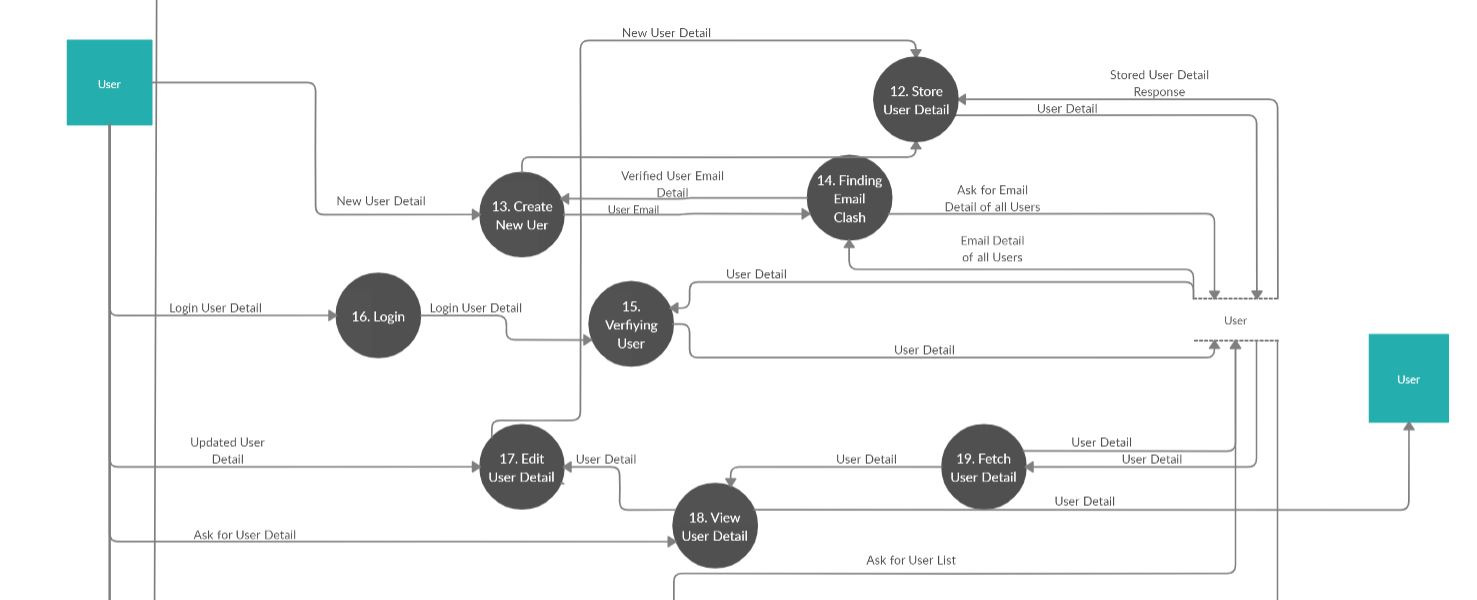 New User Detail
User
Stored User Detail
Response
12. Store
User Detail
User Detail
Verified User Email
Detail
14. Finding
Email
Clash
Ask for Email
Detail of all Users
New User Detail
13. Create
New Uer
User Email
Email Detail
of all Users
User Detail
Login User Detail
16. Login
Login User Detail
15.
Verfiying
User
User
User Detail
User
Updated User
Detail
17. Edit
User Detail
User Detail
User Detail
19. Fetch
User Detail
User Detail
User Detail
User Detail
18. View
User Detail
Ask for User Detail
Ask for User List